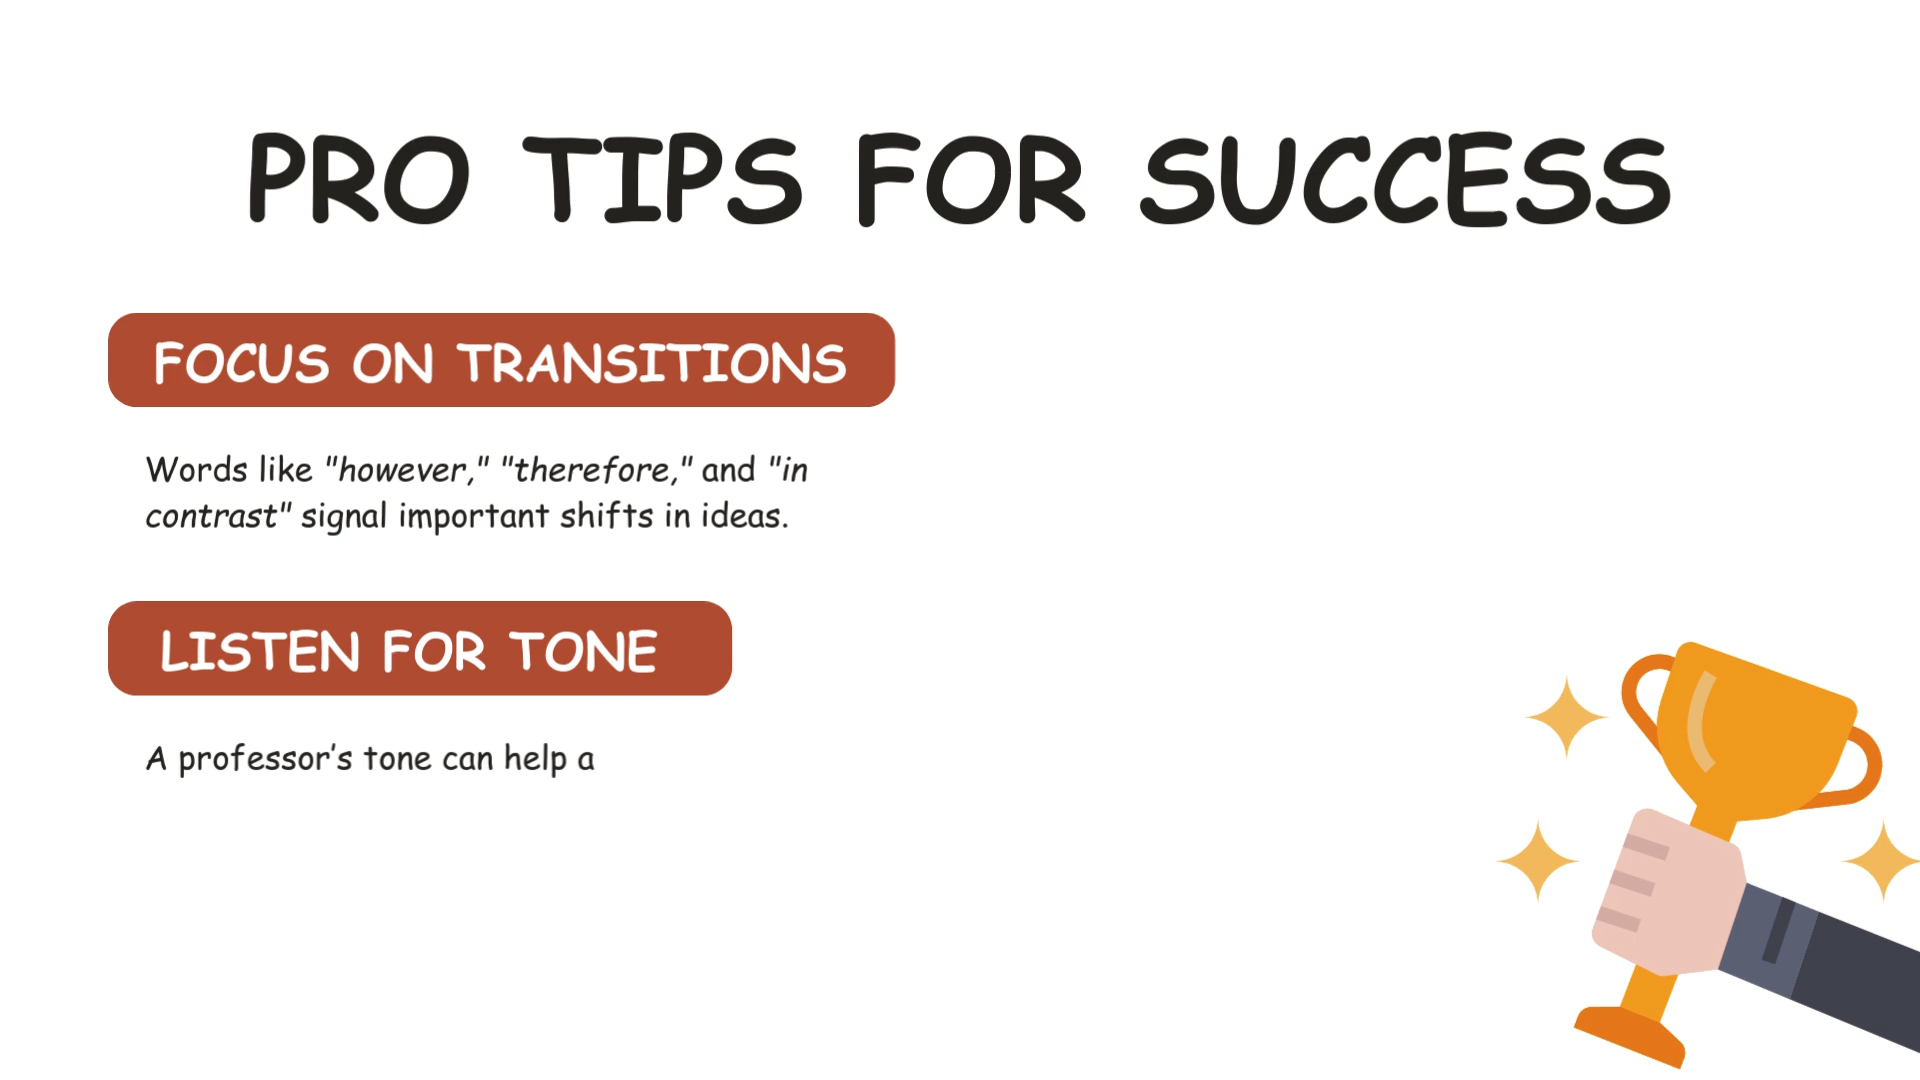 PRO TIPS FOR SUCCESS
FOCUS ON TRANSITIONS
Words like "however," "therefore," and "in
contrast" signal important shifts in ideas.
LISTEN FOR TONE
A professor’s tone can help a